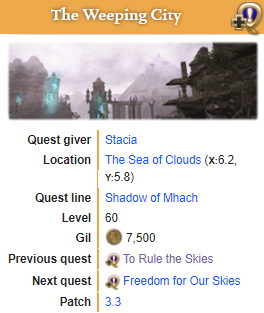 The Weeping City
Quest giver Stacia
Location The Sea of Clouds (x:6.2,
Y:5.8)
Quest line Shadow of Mhach
Level 60
Gil 7,500
Previous quest To Rule the Skies
Next quest Freedom for Our Skies
Patch 3.3